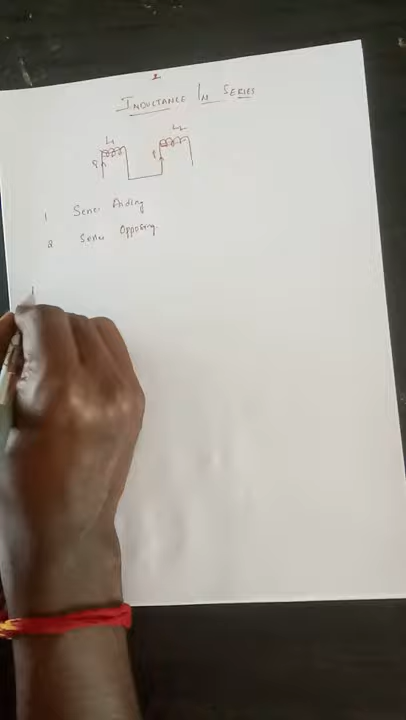 INDUCTANCE IN SERIES
L1 L2
1 Series Aiding
2 Series Opposing.